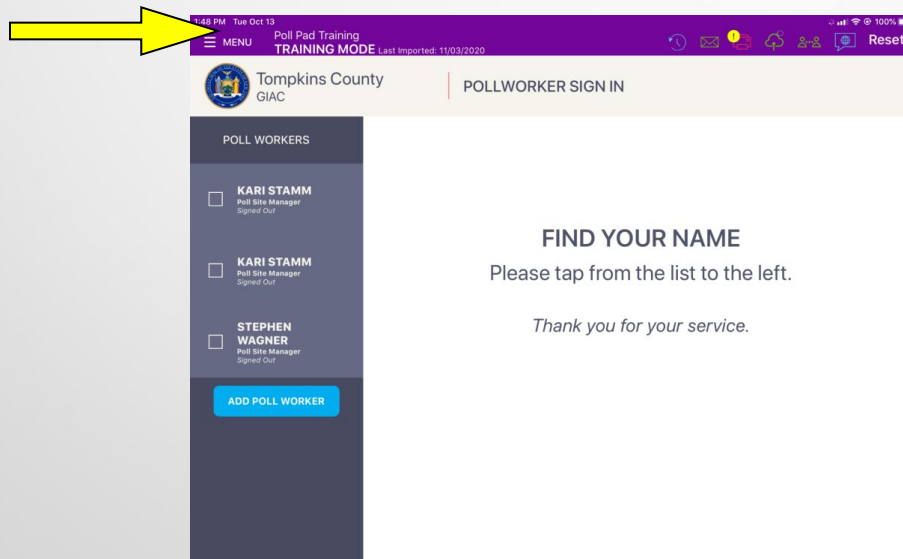 1:48 PM Tue Oct 13
100%
MENU
Poll Pad Training
TRAINING MODE Last Imported: 11/03/2020
Reset
Tompkins County
GIAC
POLLWORKER SIGN IN
POLL WORKERS
KARI STAMM
Poll Site Manager
Signed Out
KARI STAMM
Poll Site Manager
Signed Out
STEPHEN
WAGNER
Poll Site Manager
Signed Out
ADD POLL WORKER
FIND YOUR NAME
Please tap from the list to the left.
Thank you for your service.